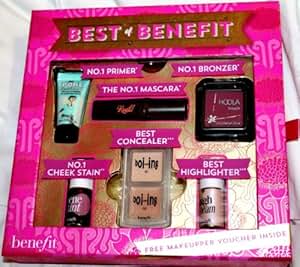 BEST of BENEFIT
NO.1 PRIMER*
NO.1 BRONZER*
THE NO.1 MASCARA*
HOOLA
BEST
CONCEALER***
NO.1
CHEEK STAIN**
BEST
HIGHLIGHTER***
boi-ing
boi-ing
benefit
FREE MAKEUPPER VOUCHER INSIDE